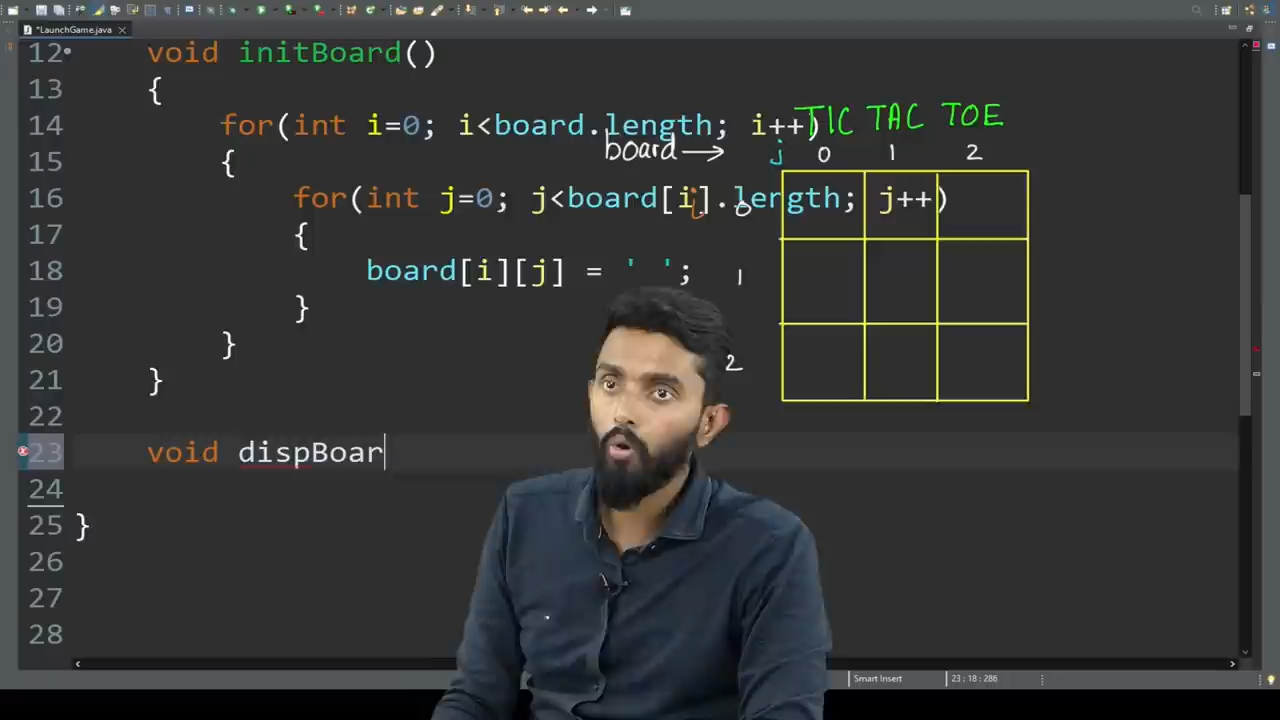 *LaunchGame.java
12 void initBoard()
13 {
14 for(int i=0; i<board.length; i++)
TIC TAC TOE
board → j 0 1 2
15 {
16 for(int j=0; j<board[i].length; j++)
i 0
17 {
18 board[i][j] = ' ';
1
19 }
20 }
2
21 }
22
23 void dispBoar
24
25 }
26
27
28
Smart Insert 23 : 18 : 286